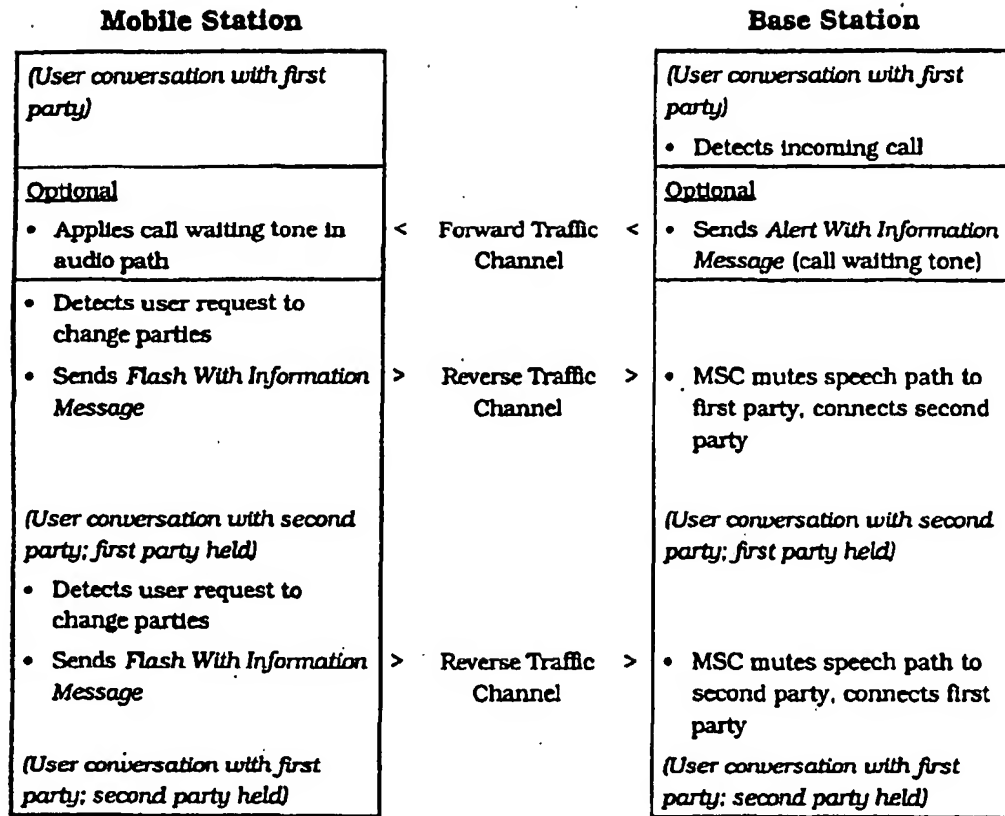 Mobile Station
Base Station
(User conversation with first
party)
(User conversation with first
party)
• Detects incoming call
Optional
• Applies call waiting tone in
audio path
< Forward Traffic <
Channel
Optional
• Sends Alert With Information
Message (call waiting tone)
• Detects user request to
change parties
• Sends Flash With Information
Message
> Reverse Traffic >
Channel
• MSC mutes speech path to
first party, connects second
party
(User conversation with second
party; first party held)
(User conversation with second
party; first party held)
• Detects user request to
change parties
• Sends Flash With Information
Message
> Reverse Traffic >
Channel
• MSC mutes speech path to
second party, connects first
party
(User conversation with first
party; second party held)
(User conversation with first
party; second party held)